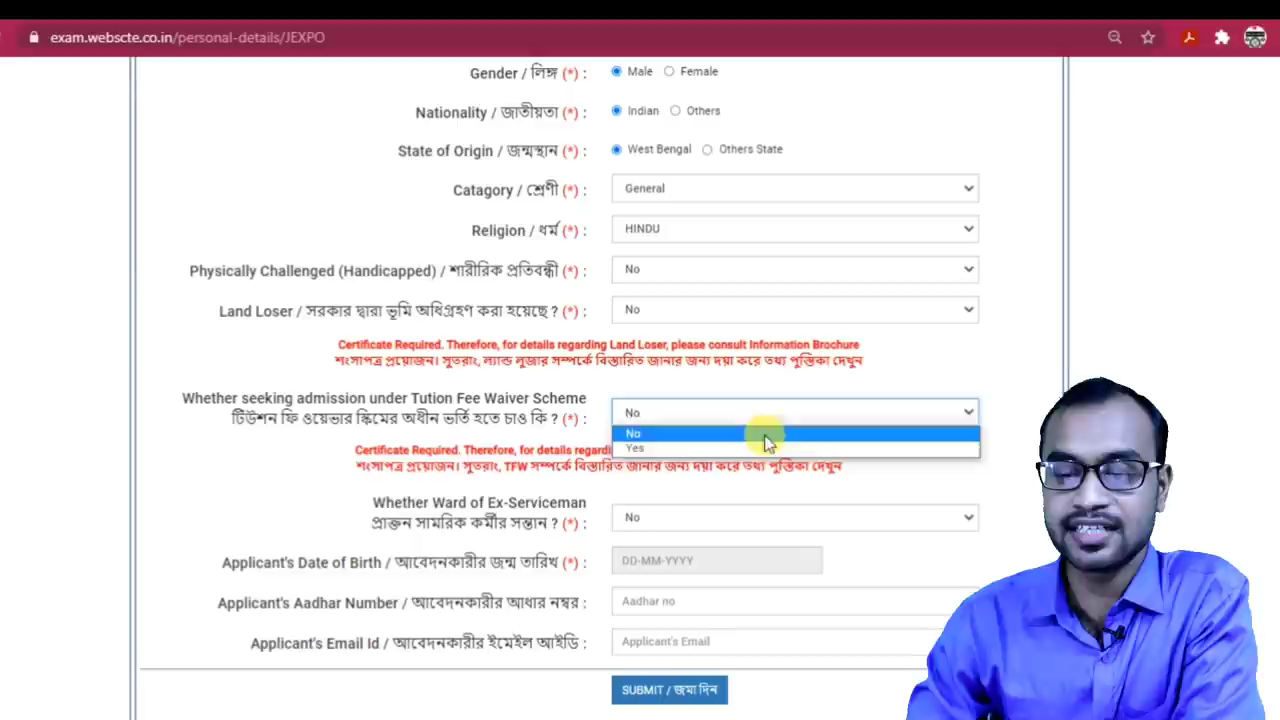 exam.webscte.co.in/personal-details/JEXPO
Gender / লিঙ্গ (*) : Male Female
Nationality / জাতীয়তা (*) : Indian Others
State of Origin / জন্মস্থান (*) : West Bengal Others State
Catagory / শ্রেণী (*) : General
Religion / ধর্ম (*) : HINDU
Physically Challenged (Handicapped) / শারীরিক প্রতিবন্ধী (*) : No
Land Loser / সরকার দ্বারা ভূমি অধিগ্রহণ করা হয়েছে ? (*) : No
Certificate Required. Therefore, for details regarding Land Loser, please consult Information Brochure
শংসাপত্র প্রয়োজন। সুতরাং, ল্যান্ড লুজার সম্পর্কে বিস্তারিত জানার জন্য দয়া করে তথ্য পুস্তিকা দেখুন
Whether seeking admission under Tution Fee Waiver Scheme
টিউশন ফি ওয়েভার স্কিমের অধীন ভর্তি হতে চাও কি ? (*) : No
No
Yes
Certificate Required. Therefore, for details regardi
শংসাপত্র প্রয়োজন। সুতরাং, TFW সম্পর্কে বিস্তারিত জানার জন্য দয়া করে তথ্য পুস্তিকা দেখুন
Whether Ward of Ex-Serviceman
প্রাক্তন সামরিক কর্মীর সন্তান ? (*) : No
Applicant's Date of Birth / আবেদনকারীর জন্ম তারিখ (*) : DD-MM-YYYY
Applicant's Aadhar Number / আবেদনকারীর আধার নম্বর : Aadhar no
Applicant's Email Id / আবেদনকারীর ইমেইল আইডি : Applicant's Email
SUBMIT / জমা দিন